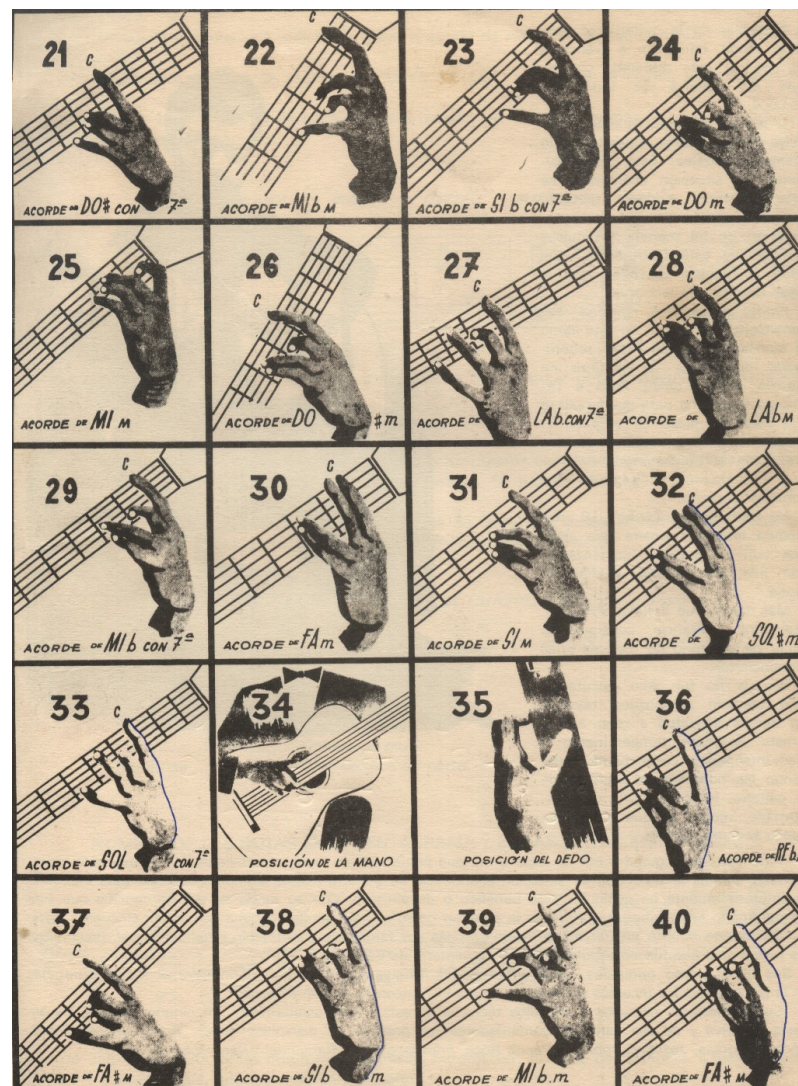 21
C
ACORDE DE DO# CON 7ª
22
C
ACORDE DE MI b M
23
C
ACORDE DE SI b CON 7ª
24
C
ACORDE DE DO m
25
ACORDE DE MI M
26
C
ACORDE DE DO #m
27
C
ACORDE DE LAb.CON7ª
28
C
ACORDE DE LAb M
29
C
ACORDE DE MI b CON 7ª
30
C
ACORDE DE FA m
31
C
ACORDE DE SI M
32
C
ACORDE DE SOL#m
33
C
ACORDE DE SOL CON 7ª
34
POSICIÓN DE LA MANO
35
POSICIÓN DEL DEDO
36
C
ACORDE DE RE b.
37
C
ACORDE DE FA# M
38
C
ACORDE DE SI b m
39
C
ACORDE DE MI b.m
40
C
ACORDE DE FA# M